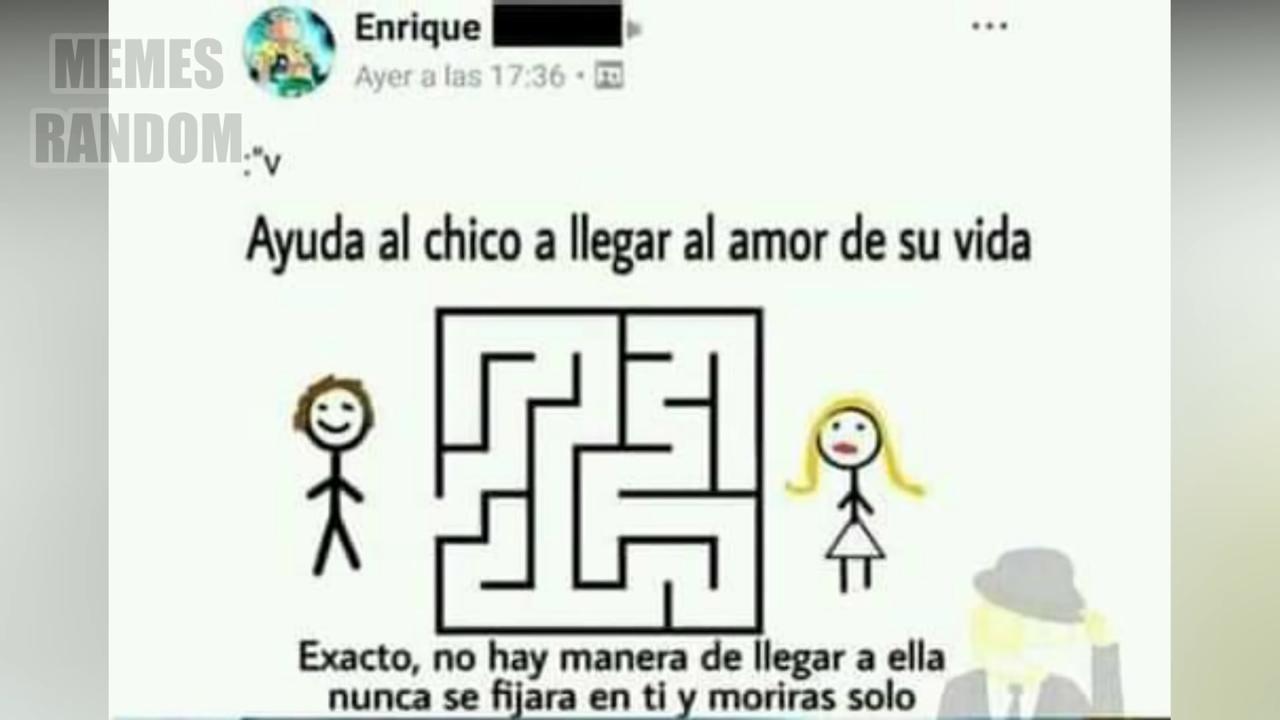 MEMES
RANDOM
Enrique
Ayer a las 17:36 •
:"v
Ayuda al chico a llegar al amor de su vida
Exacto, no hay manera de llegar a ella
nunca se fijara en ti y moriras solo